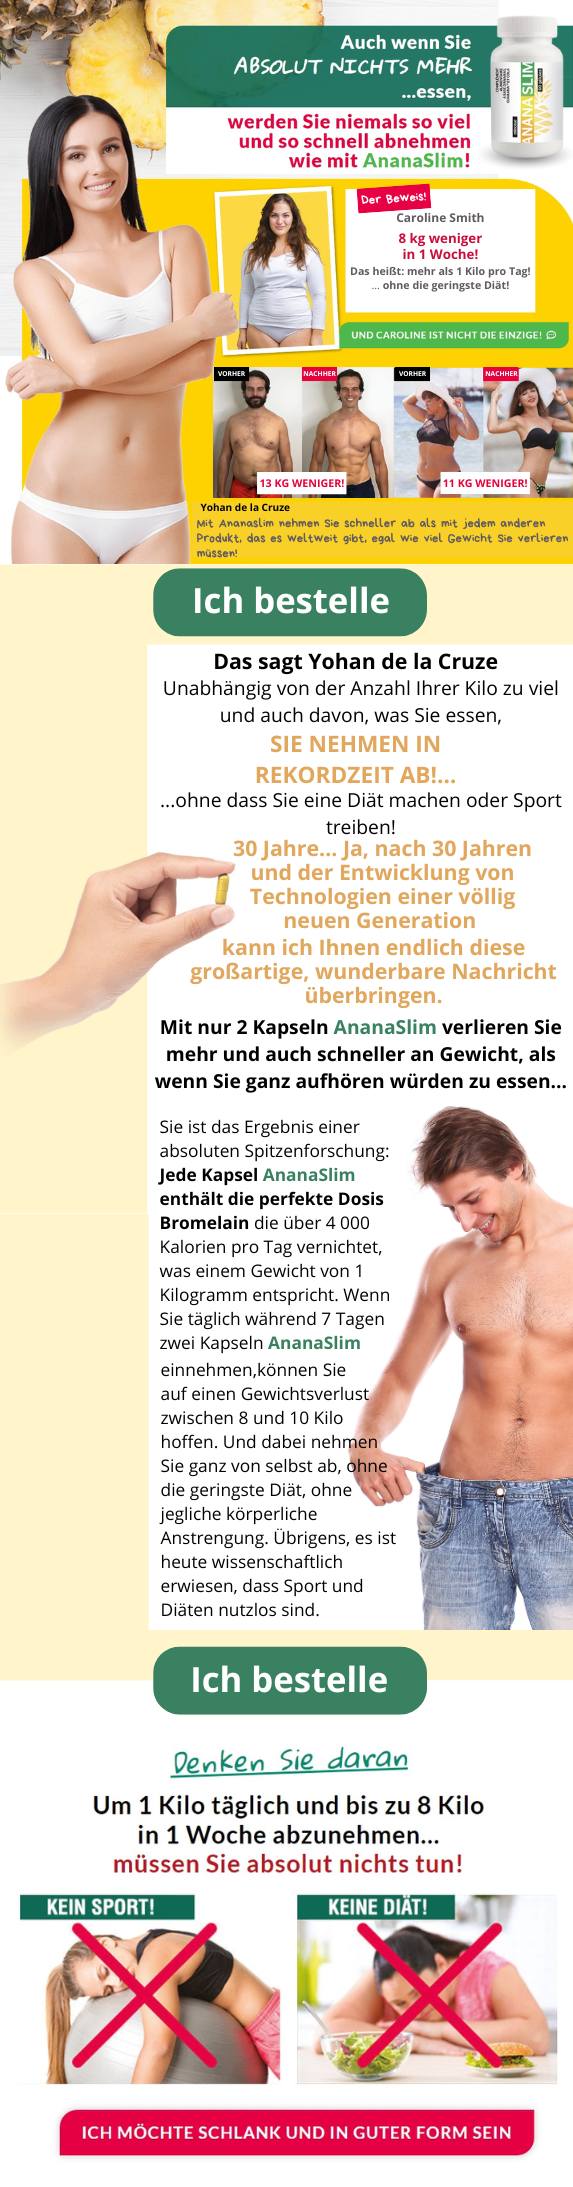 Auch wenn Sie
ABSOLUT NICHTS MEHR
...essen,
werden Sie niemals so viel
und so schnell abnehmen
wie mit AnanaSlim!
ANANA SLIM
Der Beweis!
Caroline Smith
8 kg weniger
in 1 Woche!
Das heißt: mehr als 1 Kilo pro Tag!
... ohne die geringste Diät!
UND CAROLINE IST NICHT DIE EINZIGE!
VORHER
NACHHER
VORHER
NACHHER
13 KG WENIGER!
11 KG WENIGER!
Yohan de la Cruze
Mit Ananaslim nehmen Sie schneller ab als mit jedem anderen
Produkt, das es weltweit gibt, egal wie viel Gewicht Sie verlieren
müssen!
Ich bestelle
Das sagt Yohan de la Cruze
Unabhängig von der Anzahl Ihrer Kilo zu viel
und auch davon, was Sie essen,
SIE NEHMEN IN
REKORDZEIT AB!...
...ohne dass Sie eine Diät machen oder Sport
treiben!
30 Jahre... Ja, nach 30 Jahren
und der Entwicklung von
Technologien einer völlig
neuen Generation
kann ich Ihnen endlich diese
großartige, wunderbare Nachricht
überbringen.
Mit nur 2 Kapseln AnanaSlim verlieren Sie
mehr und auch schneller an Gewicht, als
wenn Sie ganz aufhören würden zu essen...
Sie ist das Ergebnis einer
absoluten Spitzenforschung:
Jede Kapsel AnanaSlim
enthält die perfekte Dosis
Bromelain die über 4 000
Kalorien pro Tag vernichtet,
was einem Gewicht von 1
Kilogramm entspricht. Wenn
Sie täglich während 7 Tagen
zwei Kapseln AnanaSlim
einnehmen,können Sie
auf einen Gewichtsverlust
zwischen 8 und 10 Kilo
hoffen. Und dabei nehmen
Sie ganz von selbst ab, ohne
die geringste Diät, ohne
jegliche körperliche
Anstrengung. Übrigens, es ist
heute wissenschaftlich
erwiesen, dass Sport und
Diäten nutzlos sind.
Ich bestelle
Denken Sie daran
Um 1 Kilo täglich und bis zu 8 Kilo
in 1 Woche abzunehmen...
müssen Sie absolut nichts tun!
KEIN SPORT!
KEINE DIÄT!
ICH MÖCHTE SCHLANK UND IN GUTER FORM SEIN